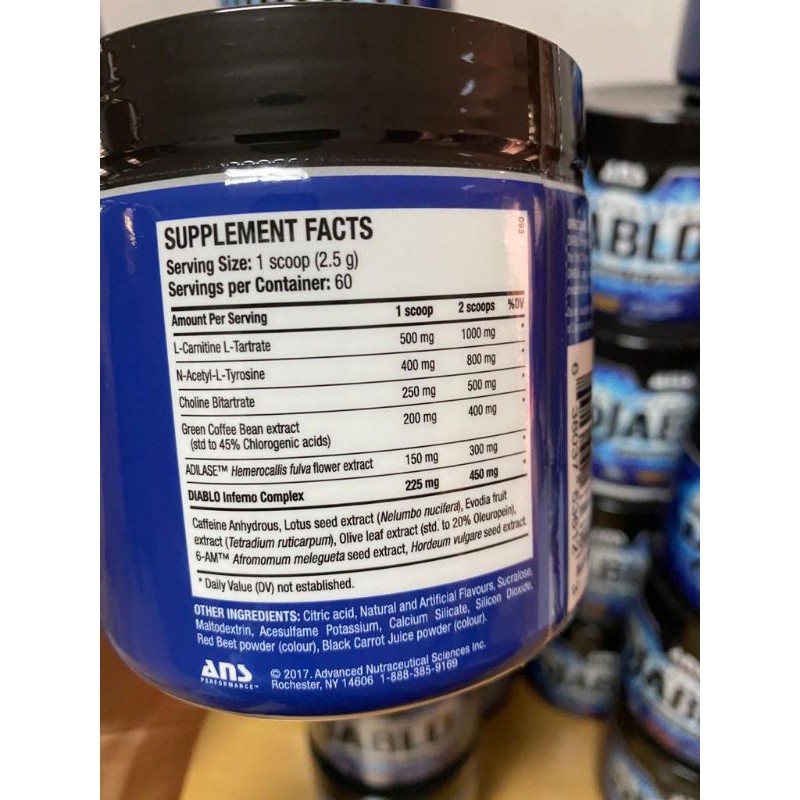 SUPPLEMENT FACTS
D93
Serving Size: 1 scoop (2.5 g)
Servings per Container: 60
Amount Per Serving 1 scoop 2 scoops %DV
L-Carnitine L-Tartrate 500 mg 1000 mg *
N-Acetyl-L-Tyrosine 400 mg 800 mg *
Choline Bitartrate 250 mg 500 mg *
Green Coffee Bean extract 200 mg 400 mg *
(std to 45% Chlorogenic acids)
ADILASE™ Hemerocallis fulva flower extract 150 mg 300 mg *
DIABLO Inferno Complex 225 mg 450 mg *
Caffeine Anhydrous, Lotus seed extract (Nelumbo nucifera), Evodia fruit
extract (Tetradium ruticarpum), Olive leaf extract (std. to 20% Oleuropein),
6-AM™ Afromomum melegueta seed extract, Hordeum vulgare seed extract.
* Daily Value (DV) not established.
OTHER INGREDIENTS: Citric acid, Natural and Artificial Flavours, Sucralose,
Maltodextrin, Acesulfame Potassium, Calcium Silicate, Silicon Dioxide,
Red Beet powder (colour), Black Carrot Juice powder (colour).
ANS
PERFORMANCE™
© 2017. Advanced Nutraceutical Sciences Inc.
Rochester, NY 14606 1-888-385-9169
ANS
ABLO
DIAB
DIABLO